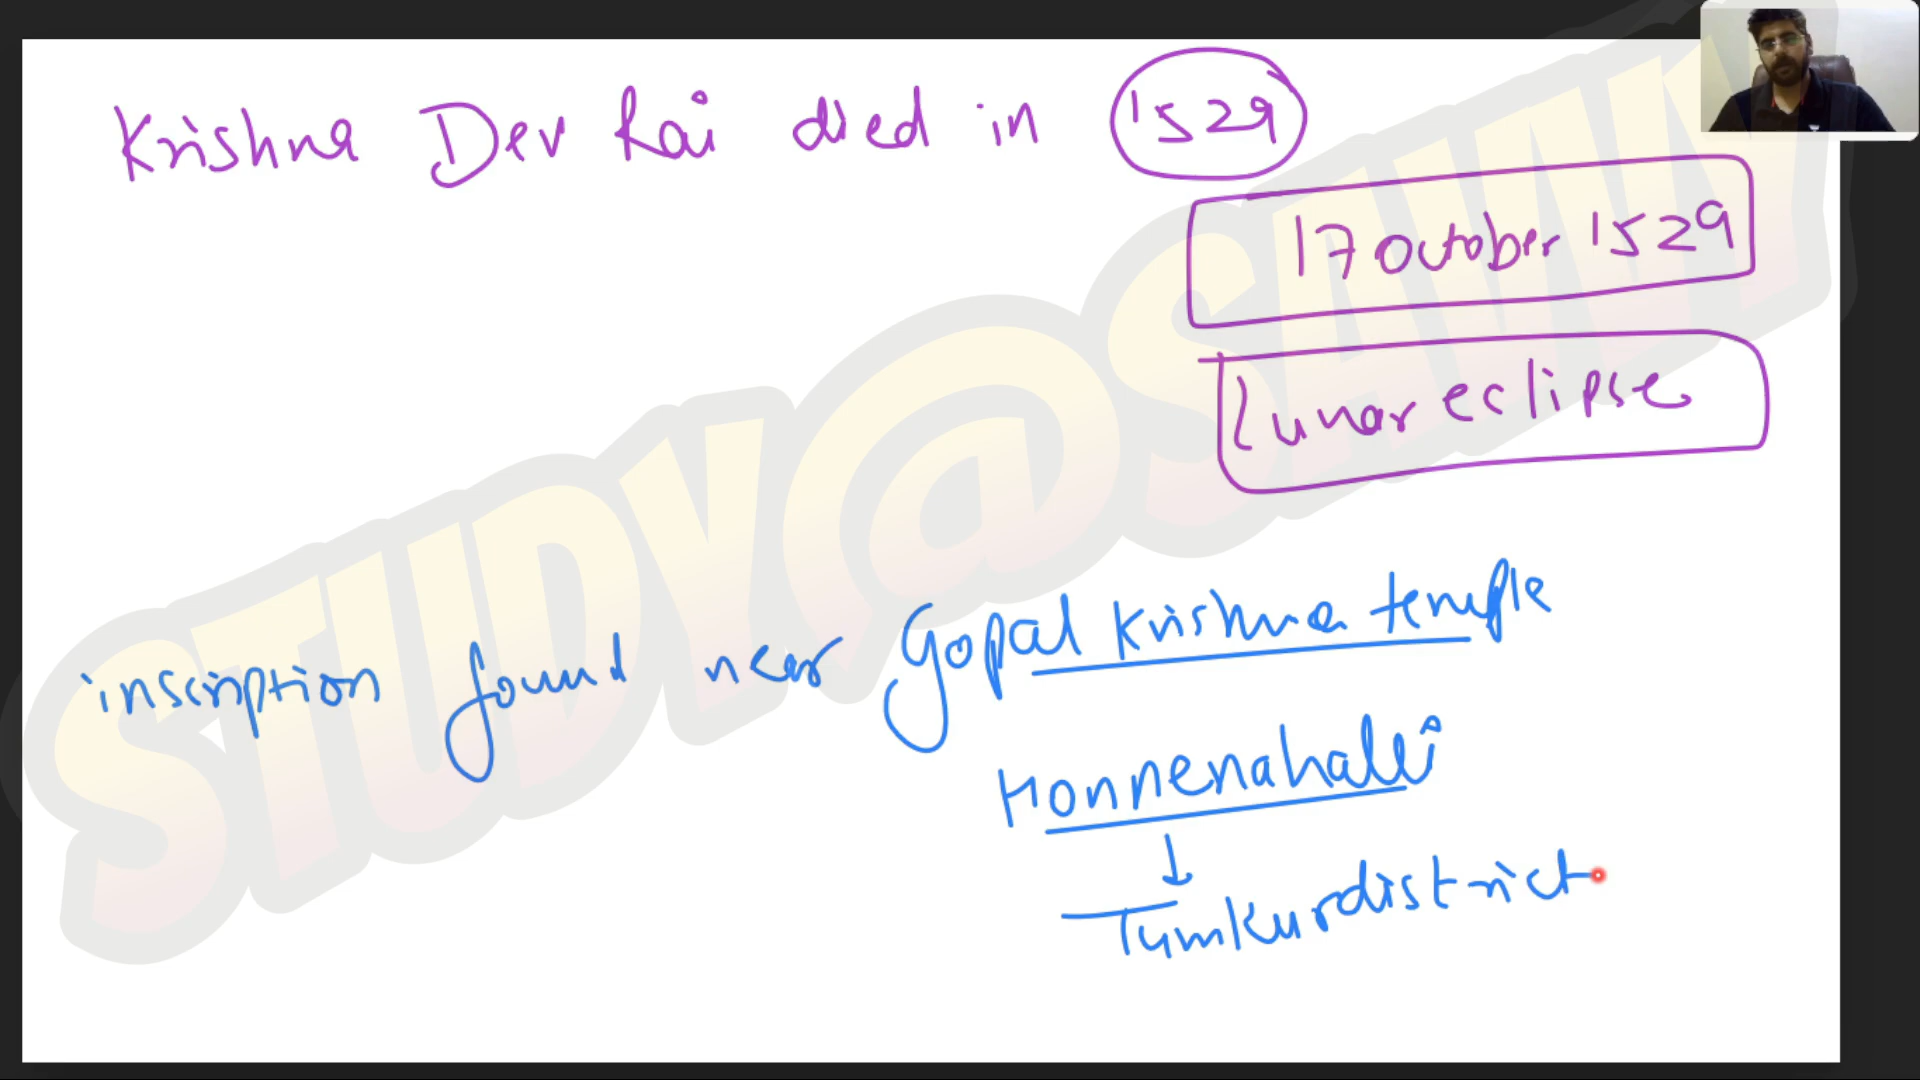 Krishna Dev Rai died in 1529
17 october 1529
Lunar eclipse
STUDY@SAWY
inscription found near Gopal Krishna temple
Honnenahalli
↓
Tumkur district